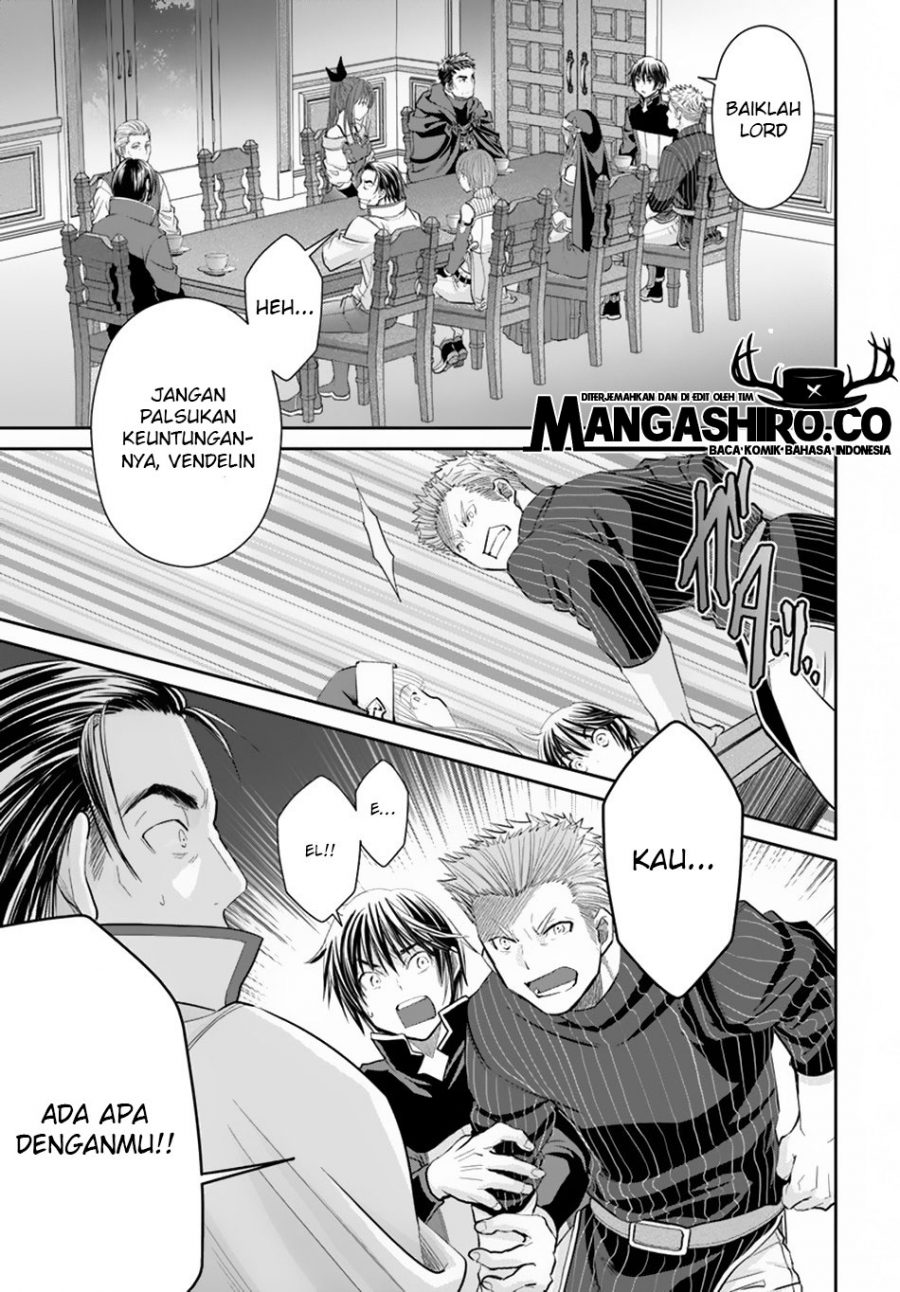 BAIKLAH
LORD
HEH...
JANGAN
PALSUKAN
KEUNTUNGAN-
NYA, VENDELIN
DITERJEMAHKAN DAN DI EDIT OLEH TIM
MANGASHIRO.CO
BACA KOMIK BAHASA INDONESIA
KAU...
E...
EL!!
ADA APA
DENGANMU!!